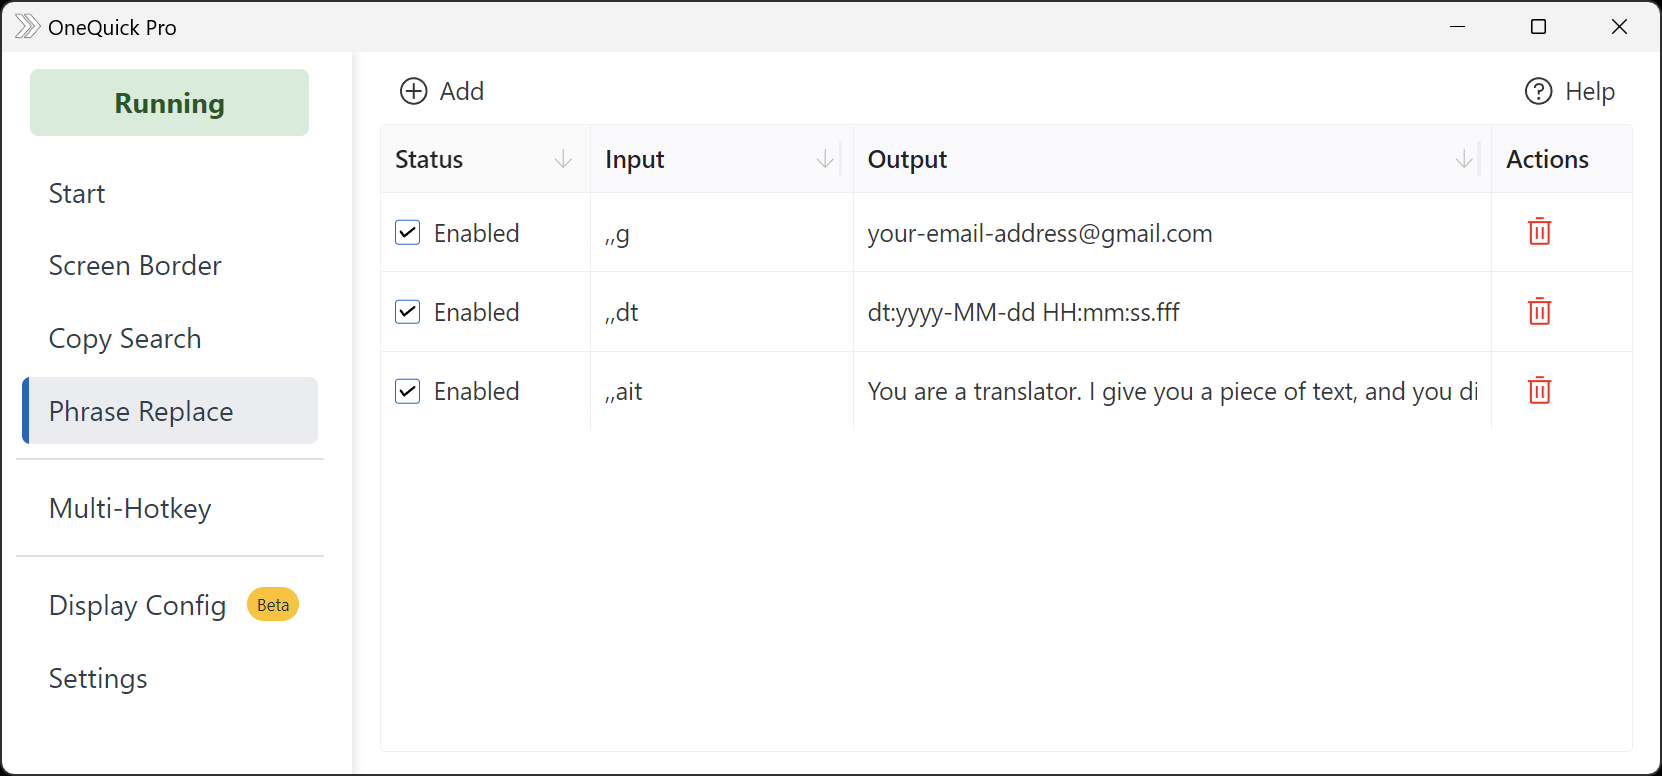 OneQuick Pro
Running
Start
Screen Border
Copy Search
Phrase Replace
Multi-Hotkey
Display Config Beta
Settings
Add
Help
Status Input Output Actions
Enabled ,,g your-email-address@gmail.com
Enabled ,,dt dt:yyyy-MM-dd HH:mm:ss.fff
Enabled ,,ait You are a translator. I give you a piece of text, and you di